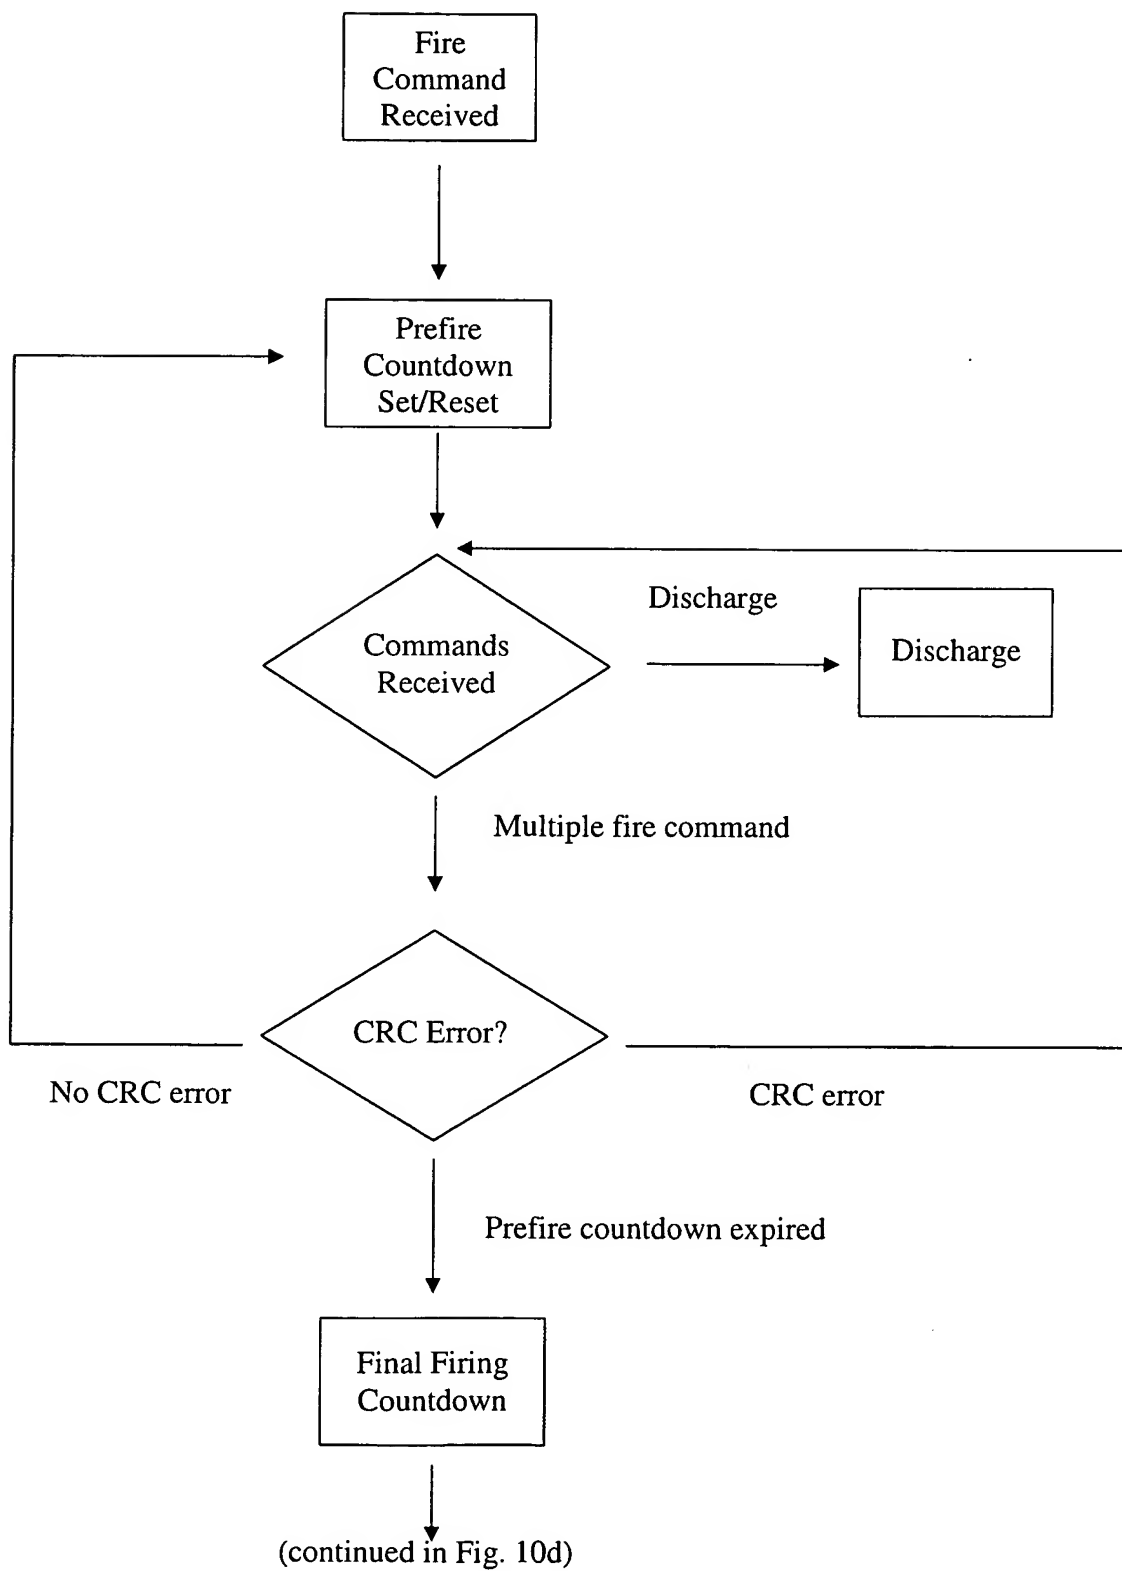 Fire
Command
Received
Prefire
Countdown
Set/Reset
Discharge
Commands
Received
Discharge
Multiple fire command
CRC Error?
No CRC error
CRC error
Prefire countdown expired
Final Firing
Countdown
(continued in Fig. 10d)